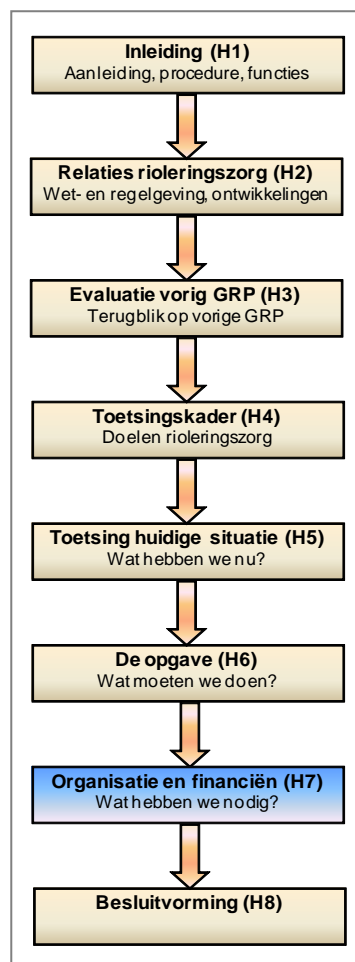 Inleiding (H1)
Aanleiding, procedure, functies
Relaties rioleringszorg (H2)
Wet- en regelgeving, ontwikkelingen
Evaluatie vorig GRP (H3)
Terugblik op vorige GRP
Toetsingskader (H4)
Doelen rioleringszorg
Toetsing huidige situatie (H5)
Wat hebben we nu?
De opgave (H6)
Wat moeten we doen?
Organisatie en financiën (H7)
Wat hebben we nodig?
Besluitvorming (H8)